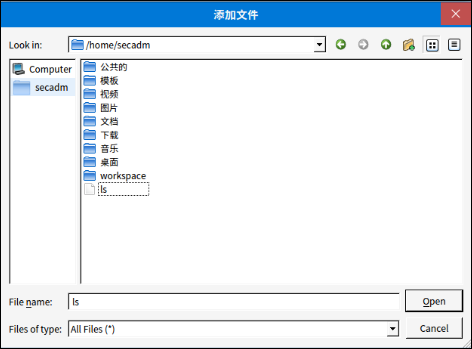 添加文件
Look in: /home/secadm
Computer
secadm
公共的
模板
视频
图片
文档
下载
音乐
桌面
workspace
ls
File name: ls
Open
Files of type: All Files (*)
Cancel